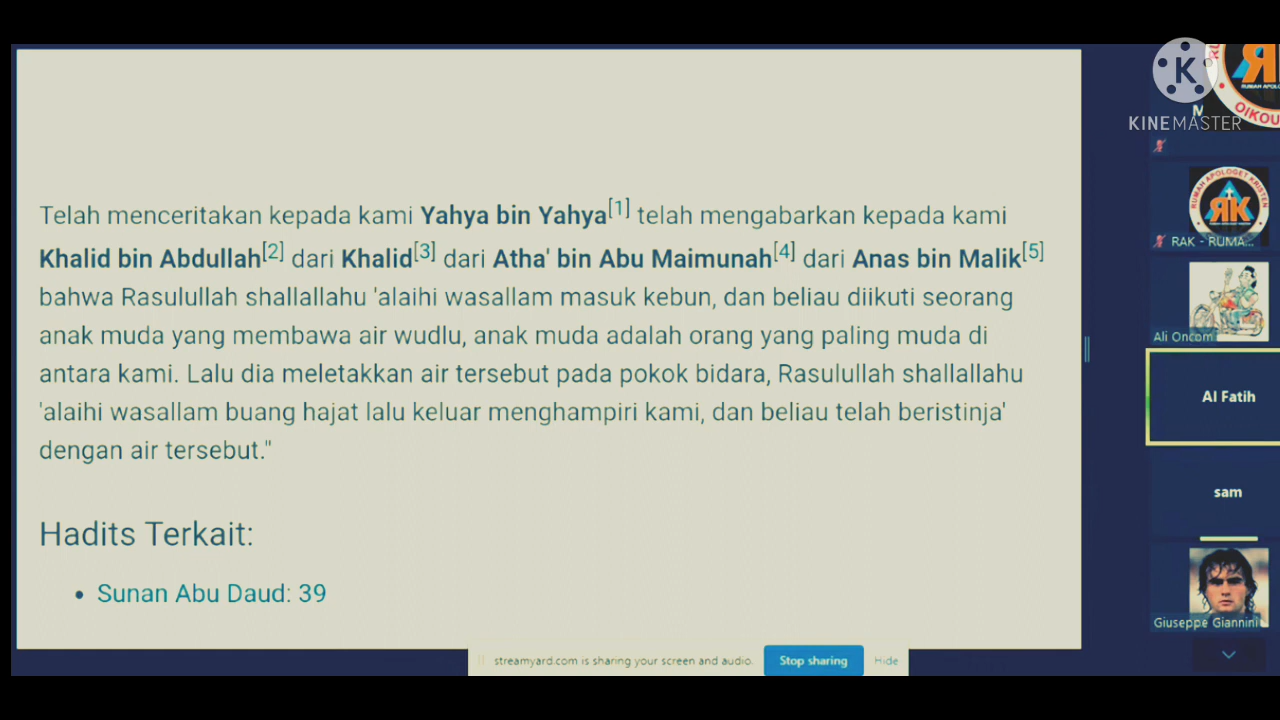 Telah menceritakan kepada kami Yahya bin Yahya[1] telah mengabarkan kepada kami
Khalid bin Abdullah[2] dari Khalid[3] dari Atha' bin Abu Maimunah[4] dari Anas bin Malik[5]
bahwa Rasulullah shallallahu 'alaihi wasallam masuk kebun, dan beliau diikuti seorang
anak muda yang membawa air wudlu, anak muda adalah orang yang paling muda di
antara kami. Lalu dia meletakkan air tersebut pada pokok bidara, Rasulullah shallallahu
'alaihi wasallam buang hajat lalu keluar menghampiri kami, dan beliau telah beristinja'
dengan air tersebut."
Hadits Terkait:
• Sunan Abu Daud: 39
streamyard.com is sharing your screen and audio. Stop sharing Hide
K
KINEMASTER
OIKOU
RUMAH APOLOGET KRISTEN
RK
RAK - RUMA...
Ali Oncom
Al Fatih
sam
Giuseppe Giannini